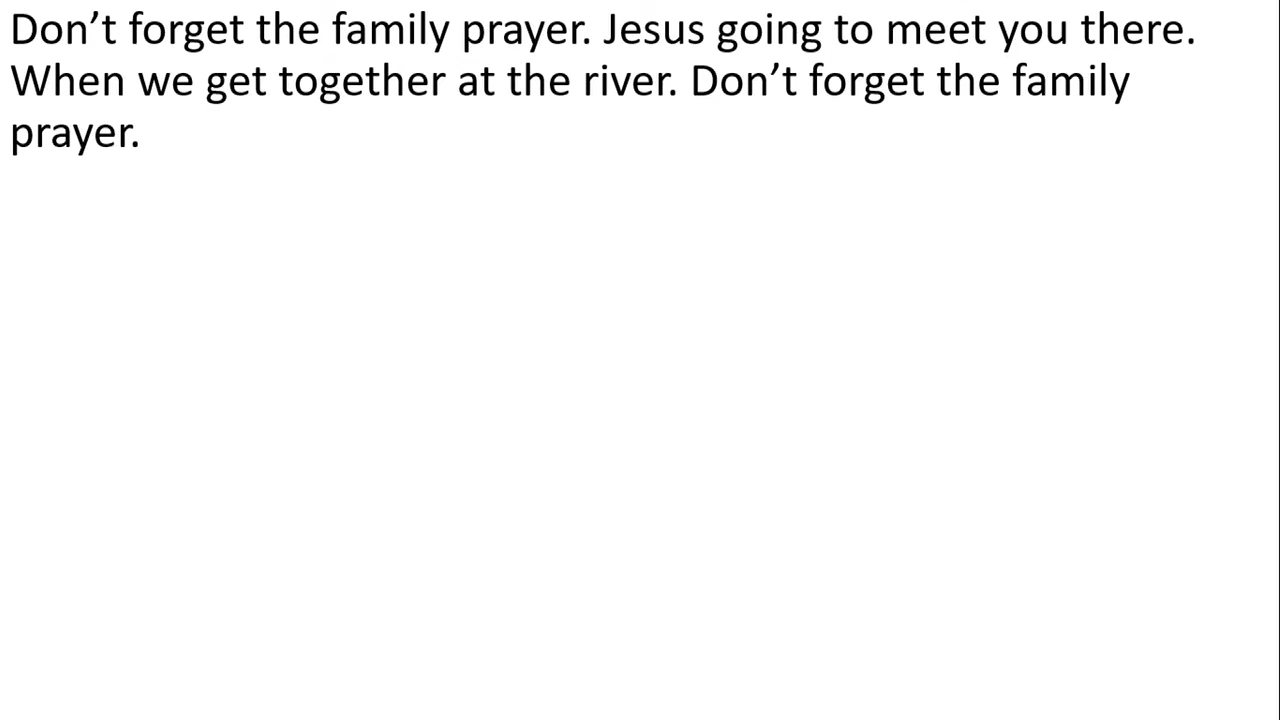 Don’t forget the family prayer. Jesus going to meet you there.
When we get together at the river. Don’t forget the family
prayer.